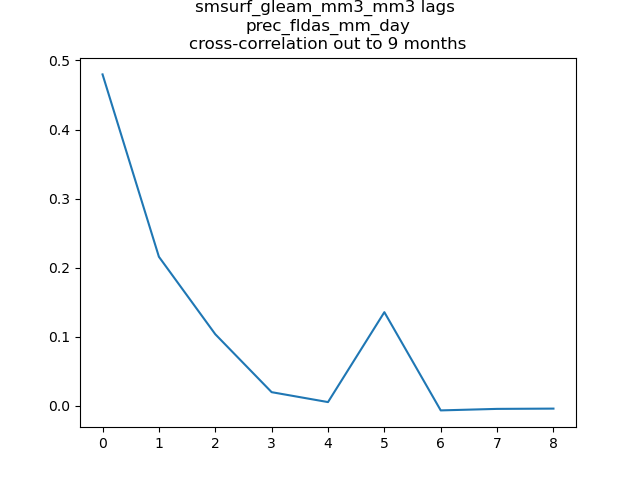 smsurf_gleam_mm3_mm3 lags
prec_fldas_mm_day
cross-correlation out to 9 months
0.5
0.4
0.3
0.2
0.1
0.0
0 1 2 3 4 5 6 7 8